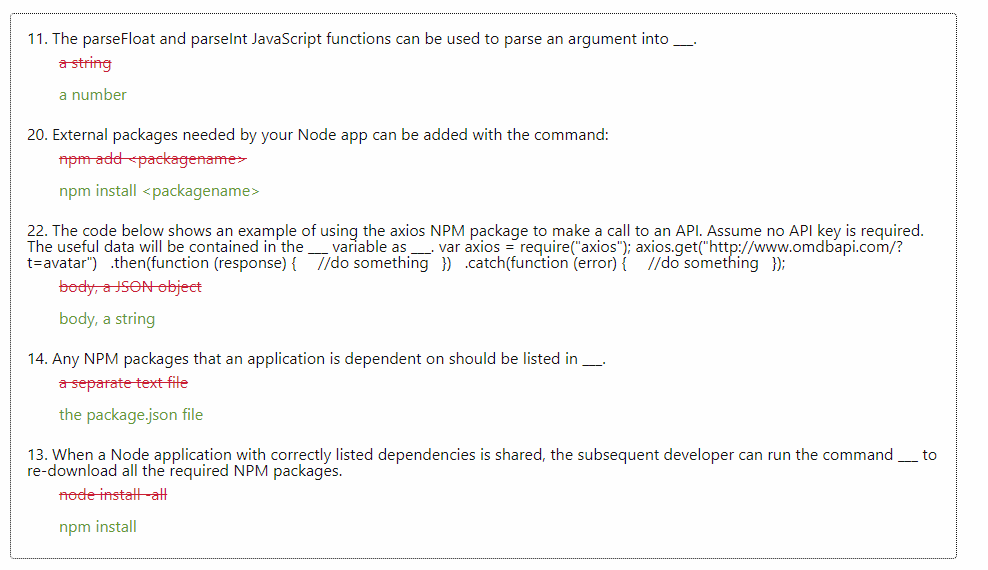 11. The parseFloat and parseInt JavaScript functions can be used to parse an argument into ___.
a string
a number
20. External packages needed by your Node app can be added with the command:
npm add <packagename>
npm install <packagename>
22. The code below shows an example of using the axios NPM package to make a call to an API. Assume no API key is required.
The useful data will be contained in the ___ variable as ___. var axios = require("axios"); axios.get("http://www.omdbapi.com/?
t=avatar")   .then(function (response) {     //do something   })   .catch(function (error) {     //do something   });
body, a JSON object
body, a string
14. Any NPM packages that an application is dependent on should be listed in ___.
a separate text file
the package.json file
13. When a Node application with correctly listed dependencies is shared, the subsequent developer can run the command ___ to
re-download all the required NPM packages.
node install -all
npm install